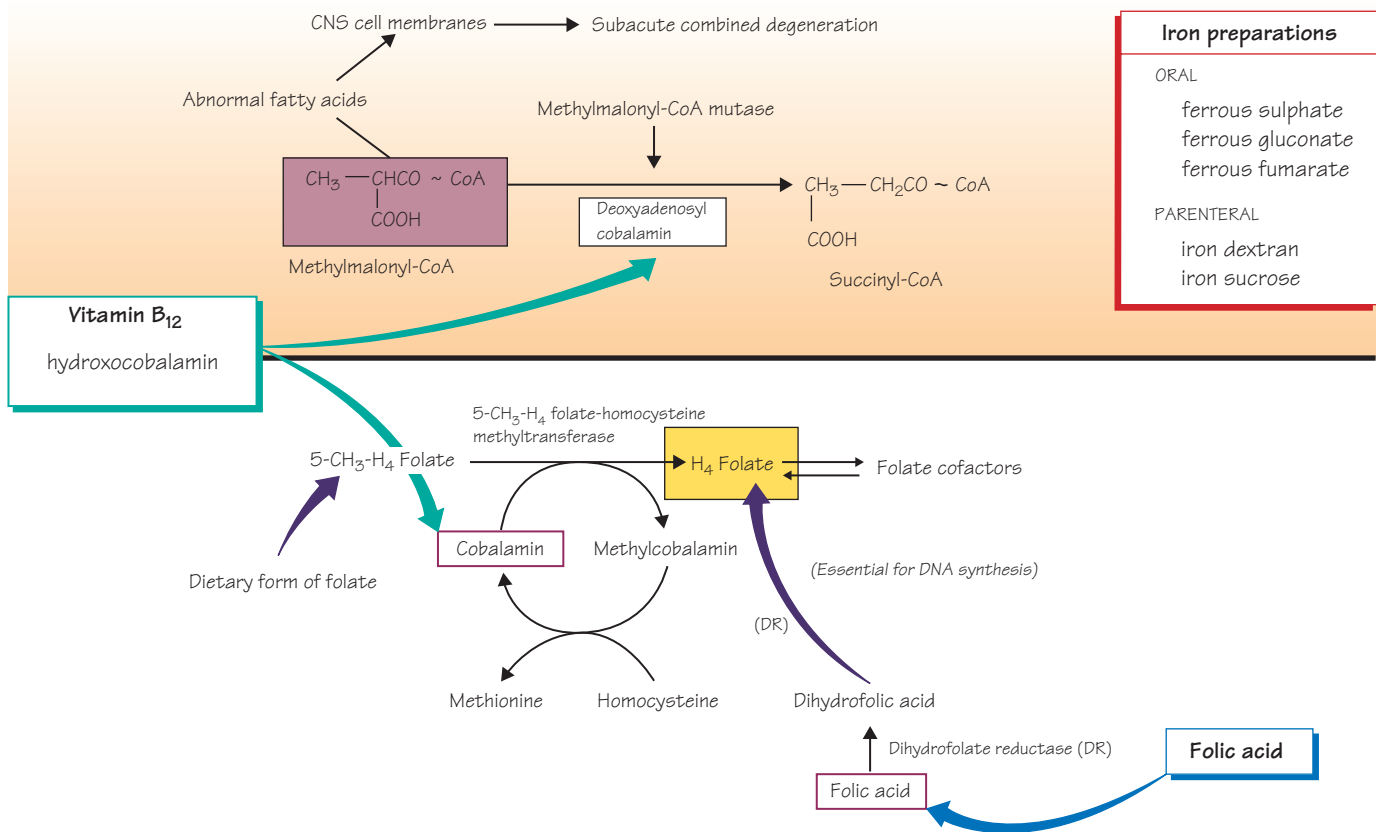 CNS cell membranes
Subacute combined degeneration
Abnormal fatty acids
Methylmalonyl-CoA mutase
CH₃ — CHCO ~ CoA
COOH
Methylmalonyl-CoA
Deoxyadenosyl
cobalamin
CH₃ — CH₂CO ~ CoA
COOH
Succinyl-CoA
Iron preparations
ORAL
ferrous sulphate
ferrous gluconate
ferrous fumarate
PARENTERAL
iron dextran
iron sucrose
Vitamin B₁₂
hydroxocobalamin
5-CH₃-H₄ folate-homocysteine
methyltransferase
5-CH₃-H₄ Folate
H₄ Folate
Folate cofactors
Cobalamin
Methylcobalamin
Dietary form of folate
(Essential for DNA synthesis)
(DR)
Methionine
Homocysteine
Dihydrofolic acid
Dihydrofolate reductase (DR)
Folic acid
Folic acid